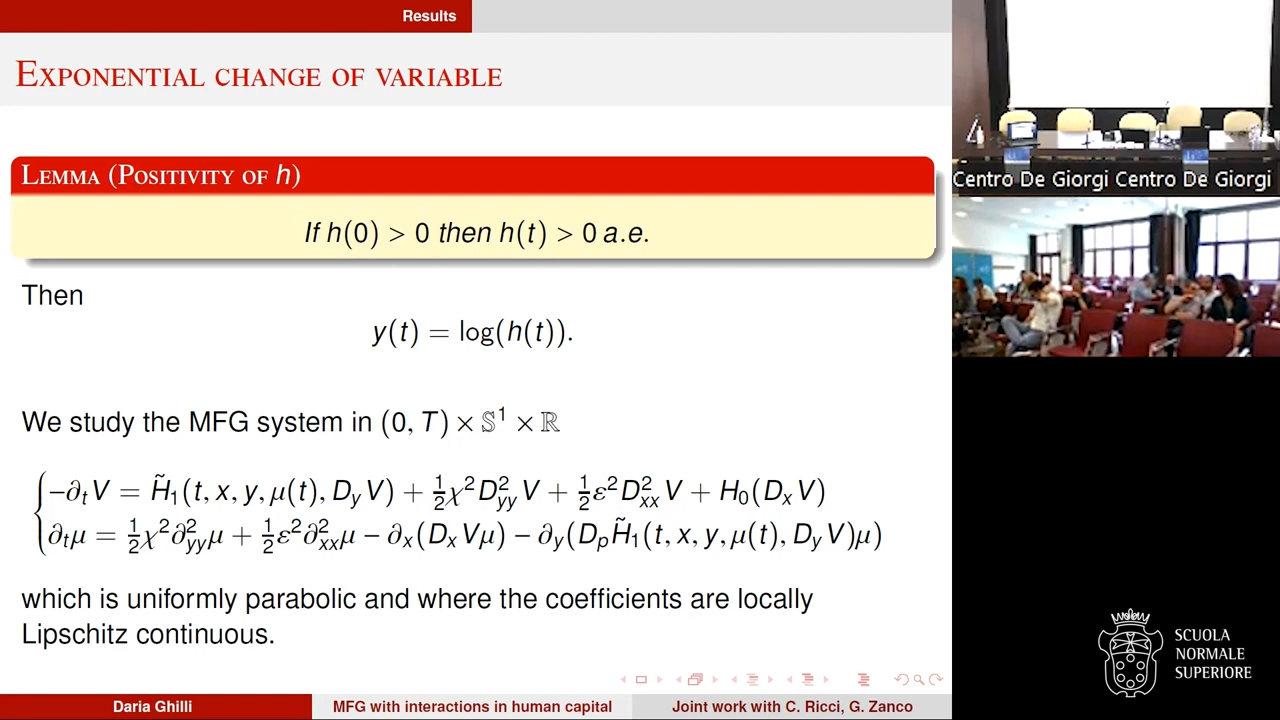 Results
Exponential change of variable
Lemma (Positivity of h)
If h(0) > 0 then h(t) > 0 a.e.
Then
y(t) = log(h(t)).
We study the MFG system in (0, T) × 𝕊¹ × ℝ
−∂ₜV = H̃₁(t, x, y, μ(t), D_y V) + ½χ²D²_yy V + ½ε²D²_xx V + H₀(D_x V)
∂ₜμ = ½χ²∂²_yy μ + ½ε²∂²_xx μ − ∂ₓ(D_x Vμ) − ∂_y(D_p H̃₁(t, x, y, μ(t), D_y V)μ)
which is uniformly parabolic and where the coefficients are locally
Lipschitz continuous.
Daria Ghilli
MFG with interactions in human capital
Joint work with C. Ricci, G. Zanco
Centro De Giorgi Centro De Giorgi
SCUOLA
NORMALE
SUPERIORE